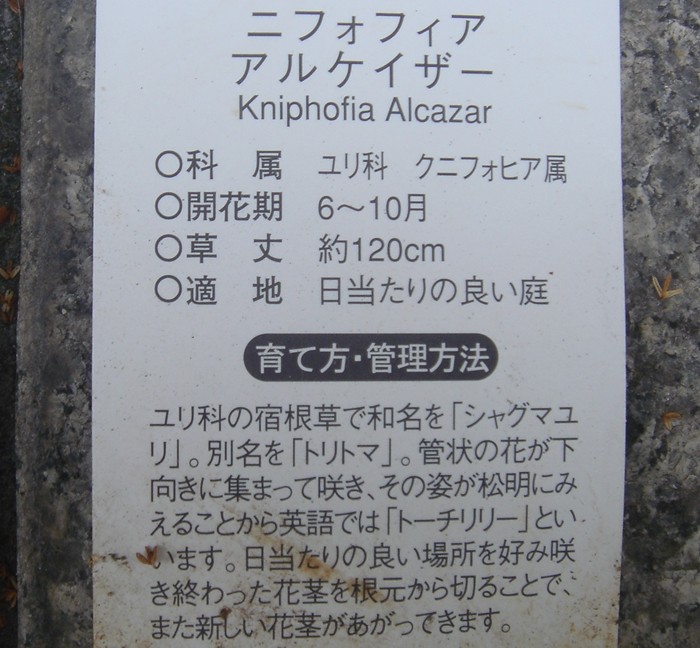 ニフォフィア
アルケイザー
Kniphofia Alcazar
○科　属　ユリ科　クニフォヒア属
○開花期　6～10月
○草　丈　約120cm
○適　地　日当たりの良い庭
育て方・管理方法
ユリ科の宿根草で和名を「シャグマユ
リ」。別名を「トリトマ」。管状の花が下
向きに集まって咲き、その姿が松明にみ
えることから英語では「トーチリリー」とい
います。日当たりの良い場所を好み咲
き終わった花茎を根元から切ることで、
また新しい花茎があがってきます。